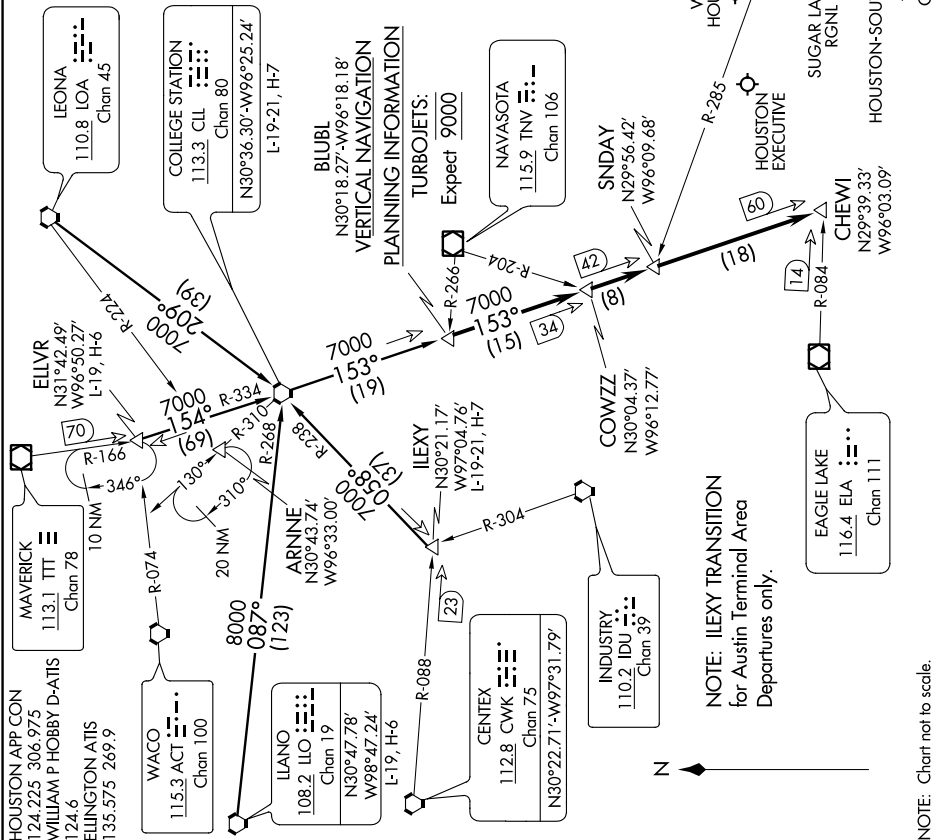 HOUSTON APP CON
124.225 306.975
WILLIAM P HOBBY D-ATIS
124.6
ELLINGTON ATIS
135.575 269.9
MAVERICK
113.1 TTT
Chan 78
70
R-166
10 NM
346°
ELLVR
N31°42.49'
W96°50.27'
L-19, H-6
LEONA
110.8 LOA
Chan 45
R-224
7000
209°
(39)
COLLEGE STATION
113.3 CLL
Chan 80
N30°36.30'-W96°25.24'
L-19-21, H-7
7000
154°
(69)
R-334
R-310
R-268
R-238
WACO
115.3 ACT
Chan 100
R-074
130°
310°
20 NM
ARNNE
N30°43.74'
W96°33.00'
8000
087°
(123)
LLANO
108.2 LLO
Chan 19
N30°47.78'
W98°47.24'
L-19, H-6
7000
058°
(37)
ILEXY
N30°21.17'
W97°04.76'
L-19-21, H-7
R-088
23
CENTEX
112.8 CWK
Chan 75
N30°22.71'-W97°31.79'
R-304
INDUSTRY
110.2 IDU
Chan 39
7000
153°
(19)
BLUBL
N30°18.27'-W96°18.18'
VERTICAL NAVIGATION
PLANNING INFORMATION
TURBOJETS:
Expect 9000
NAVASOTA
115.9 TNV
Chan 106
R-266
R-204
7000
153°
(15)
34
COWZZ
N30°04.37'
W96°12.77'
42
(8)
SNDAY
N29°56.42'
W96°09.68'
R-285
HOUSTON
EXECUTIVE
60
(18)
CHEWI
N29°39.33'
W96°03.09'
14
R-084
EAGLE LAKE
116.4 ELA
Chan 111
SUGAR LA
RGNL
HOUSTON-SOU
HOU
NOTE: ILEXY TRANSITION
for Austin Terminal Area
Departures only.
N
NOTE: Chart not to scale.